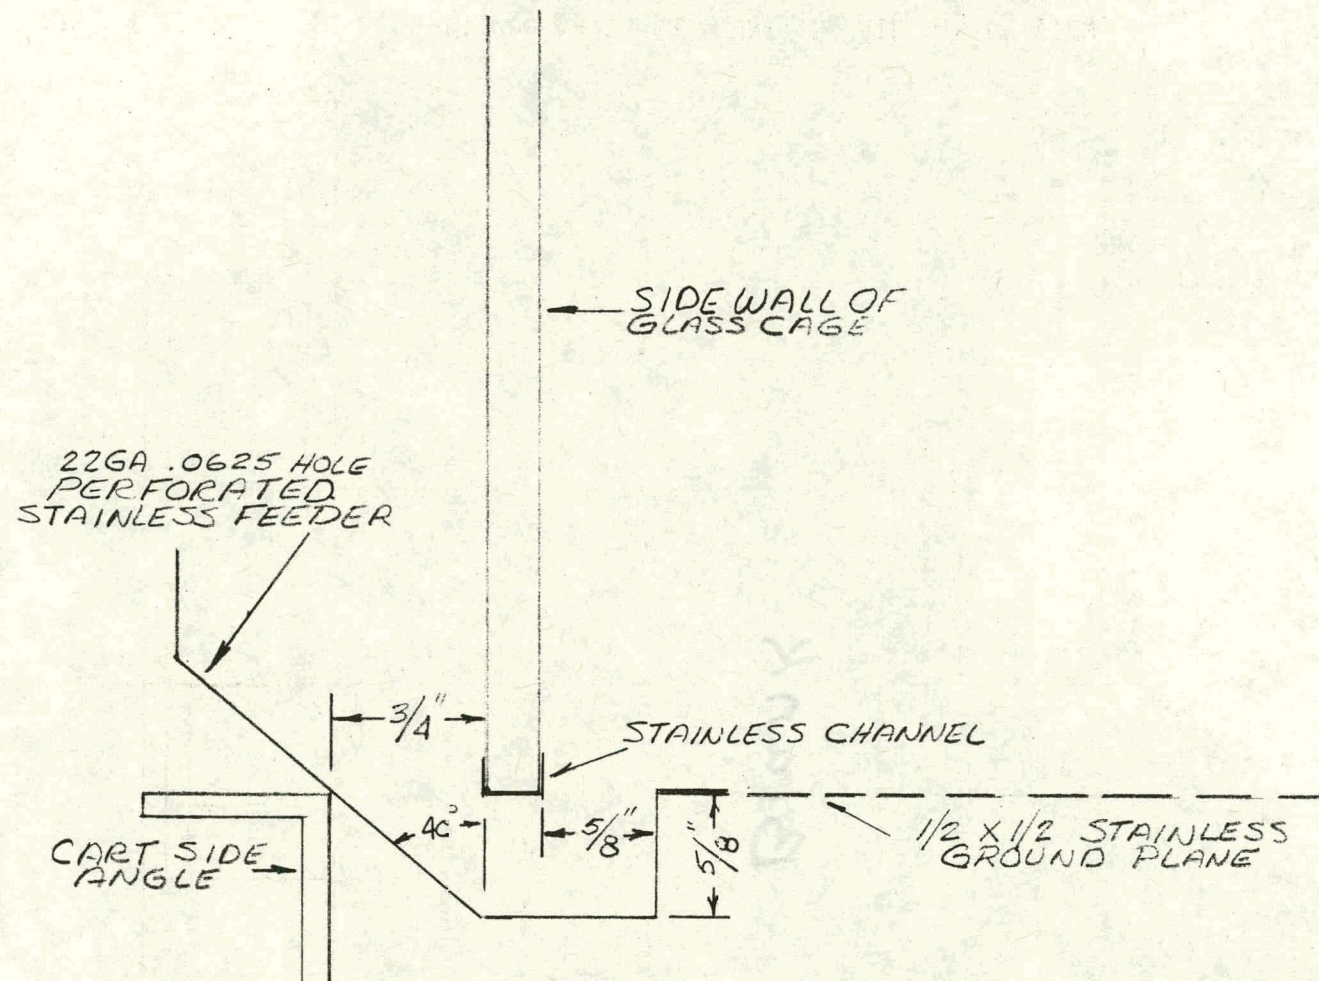 SIDE WALL OF
GLASS CAGE
22GA .0625 HOLE
PERFORATED
STAINLESS FEEDER
3/4"
STAINLESS CHANNEL
5/8"
5/8"
1/2 X 1/2 STAINLESS
GROUND PLANE
CART SIDE
ANGLE